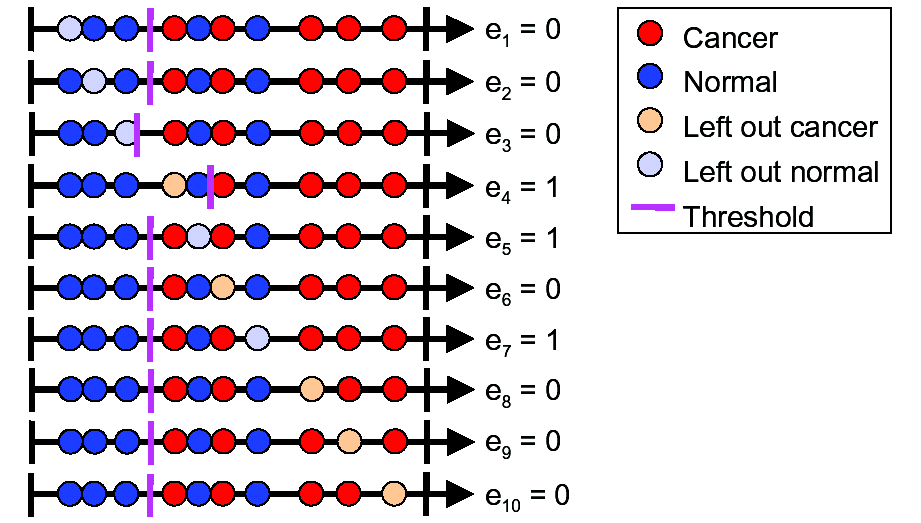 e1 = 0
e2 = 0
e3 = 0
e4 = 1
e5 = 1
e6 = 0
e7 = 1
e8 = 0
e9 = 0
e10 = 0
Cancer
Normal
Left out cancer
Left out normal
Threshold